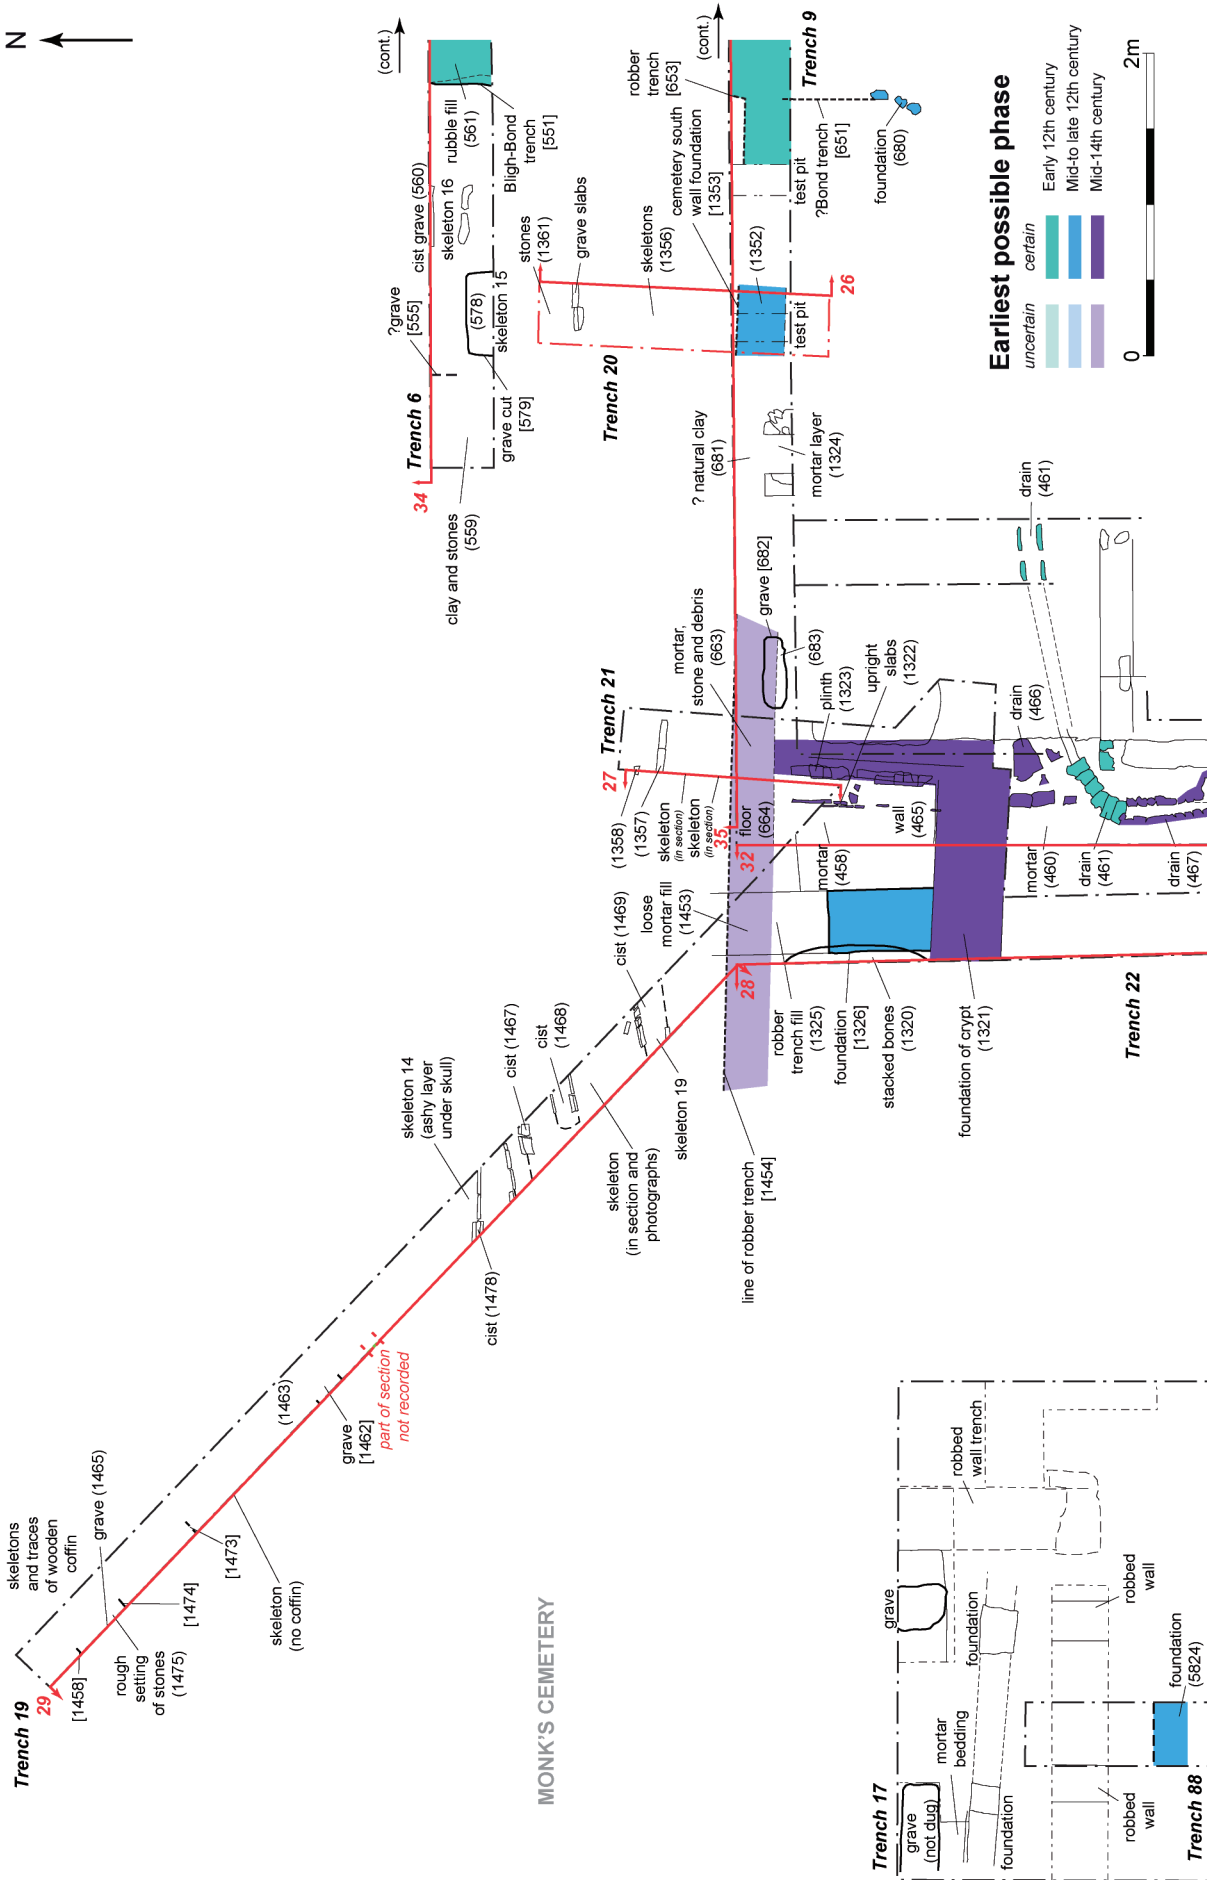 N
Trench 19
29
[1458]
rough
setting
of stones
(1475)
skeletons
and traces
of wooden
coffin
grave (1465)
[1474]
[1473]
skeleton
(no coffin)
(1463)
grave
[1462]
part of section
not recorded
skeleton 14
(ashy layer
under skull)
cist (1478)
cist (1467)
cist
(1468)
skeleton
(in section and
photographs)
cist (1469)
skeleton 19
loose
mortar fill
(1453)
line of robber trench
[1454]
MONK'S CEMETERY
Trench 6
34
clay and stones
(559)
?grave
[555]
grave cut
[579]
(578)
skeleton 15
cist grave (560)
skeleton 16
rubble fill
(561)
Bligh-Bond
trench
[551]
(cont.)
Trench 20
stones
(1361)
grave slabs
skeletons
(1356)
cemetery south
wall foundation
[1353]
(1352)
test pit
26
Trench 9
(cont.)
robber
trench
[653]
test pit
?Bond trench
[651]
foundation
(680)
? natural clay
(681)
mortar layer
(1324)
Trench 21
27
(1358)
(1357)
skeleton
(in section)
skeleton
(in section)
mortar,
stone and debris
(663)
35
32
floor
(664)
grave [682]
(683)
plinth
(1323)
upright
slabs
(1322)
mortar
(458)
wall
(465)
28
robber
trench fill
(1325)
foundation
[1326]
stacked bones
(1320)
foundation of crypt
(1321)
Trench 22
drain
(461)
drain
(466)
mortar
(460)
drain
(461)
drain
(467)
Trench 17
grave
(not dug)
mortar
bedding
foundation
foundation
grave
robbed
wall trench
robbed
wall
robbed
wall
Trench 88
foundation
(5824)
Earliest possible phase
uncertain
certain
Early 12th century
Mid-to late 12th century
Mid-14th century
0
2m